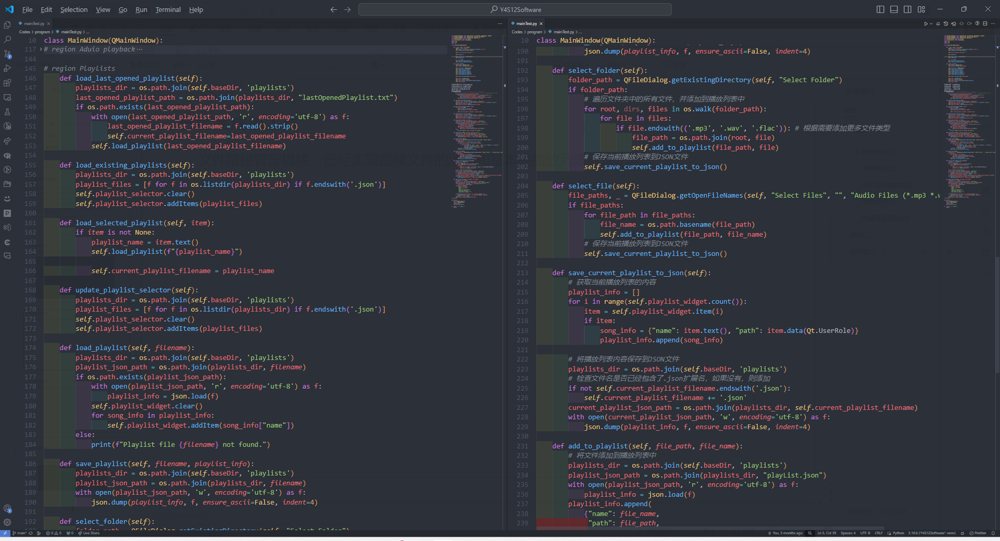 File Edit Selection View Go Run Terminal Help
Y4S12Software
mainTest.py
Codes > program > mainTest.py > ...
10 class MainWindow(QMainWindow):
117 # region Aduio playback ...
144
145 # region Playlists
146 def load_last_opened_playlist(self):
147 playlists_dir = os.path.join(self.baseDir, 'playlists')
148 last_opened_playlist_path = os.path.join(playlists_dir, "lastOpenedPlaylist.txt")
149 if os.path.exists(last_opened_playlist_path):
150 with open(last_opened_playlist_path, 'r', encoding='utf-8') as f:
151 last_opened_playlist_filename = f.read().strip()
152 self.current_playlist_filename=last_opened_playlist_filename
153 self.load_playlist(last_opened_playlist_filename)
154
155 def load_existing_playlists(self):
156 playlists_dir = os.path.join(self.baseDir, 'playlists')
157 playlist_files = [f for f in os.listdir(playlists_dir) if f.endswith('.json')]
158 self.playlist_selector.clear()
159 self.playlist_selector.addItems(playlist_files)
160
161 def load_selected_playlist(self, item):
162 if item is not None:
163 playlist_name = item.text()
164 self.load_playlist(f"{playlist_name}")
165
166 self.current_playlist_filename = playlist_name
167
168 def update_playlist_selector(self):
169 playlists_dir = os.path.join(self.baseDir, 'playlists')
170 playlist_files = [f for f in os.listdir(playlists_dir) if f.endswith('.json')]
171 self.playlist_selector.clear()
172 self.playlist_selector.addItems(playlist_files)
173
174 def load_playlist(self, filename):
175 playlists_dir = os.path.join(self.baseDir, 'playlists')
176 playlist_json_path = os.path.join(playlists_dir, filename)
177 if os.path.exists(playlist_json_path):
178 with open(playlist_json_path, 'r', encoding='utf-8') as f:
179 playlist_info = json.load(f)
180 self.playlist_widget.clear()
181 for song_info in playlist_info:
182 self.playlist_widget.addItem(song_info["name"])
183 else:
184 print(f"Playlist file {filename} not found.")
185
186 def save_playlist(self, filename, playlist_info):
187 playlists_dir = os.path.join(self.baseDir, 'playlists')
188 playlist_json_path = os.path.join(playlists_dir, filename)
189 with open(playlist_json_path, 'w', encoding='utf-8') as f:
190 json.dump(playlist_info, f, ensure_ascii=False, indent=4)
191
192 def select_folder(self):
mainTest.py
Codes > program > mainTest.py > ...
10 class MainWindow(QMainWindow):
190 json.dump(playlist_info, f, ensure_ascii=False, indent=4)
191
192 def select_folder(self):
193 folder_path = QFileDialog.getExistingDirectory(self, "Select Folder")
194 if folder_path:
195 # 遍历文件夹中的所有文件，并添加到播放列表中
196 for root, dirs, files in os.walk(folder_path):
197 for file in files:
198 if file.endswith(('.mp3', '.wav', '.flac')): # 根据需要添加更多文件类型
199 file_path = os.path.join(root, file)
200 self.add_to_playlist(file_path, file)
201 # 保存当前播放列表到JSON文件
202 self.save_current_playlist_to_json()
203
204 def select_file(self):
205 file_paths, _ = QFileDialog.getOpenFileNames(self, "Select Files", "", "Audio Files (*.mp3 *.w
206 if file_paths:
207 for file_path in file_paths:
208 file_name = os.path.basename(file_path)
209 self.add_to_playlist(file_path, file_name)
210 # 保存当前播放列表到JSON文件
211 self.save_current_playlist_to_json()
212
213 def save_current_playlist_to_json(self):
214 # 获取当前播放列表的内容
215 playlist_info = []
216 for i in range(self.playlist_widget.count()):
217 item = self.playlist_widget.item(i)
218 if item:
219 song_info = {"name": item.text(), "path": item.data(Qt.UserRole)}
220 playlist_info.append(song_info)
221
222 # 将播放列表内容保存到JSON文件
223 playlists_dir = os.path.join(self.baseDir, 'playlists')
224 # 检查文件名是否已经包含了.json扩展名，如果没有，则添加
225 if not self.current_playlist_filename.endswith('.json'):
226 self.current_playlist_filename += '.json'
227 current_playlist_json_path = os.path.join(playlists_dir, self.current_playlist_filename)
228 with open(current_playlist_json_path, 'w', encoding='utf-8') as f:
229 json.dump(playlist_info, f, ensure_ascii=False, indent=4)
230
231 def add_to_playlist(self, file_path, file_name):
232 # 将文件添加到播放列表中
233 playlists_dir = os.path.join(self.baseDir, 'playlists')
234 playlist_json_path = os.path.join(playlists_dir, "playList.json")
235 with open(playlist_json_path, 'r', encoding='utf-8') as f:
236 playlist_info = json.load(f)
237 playlist_info.append(
238 {"name": file_name,
239 "path": file_path,
main* 0 0 0 Live Share You, 3 months ago Ln 5, Col 39 Spaces: 4 UTF-8 CRLF Python 3.10.6 ('Y4S12Software': venv) Prettier